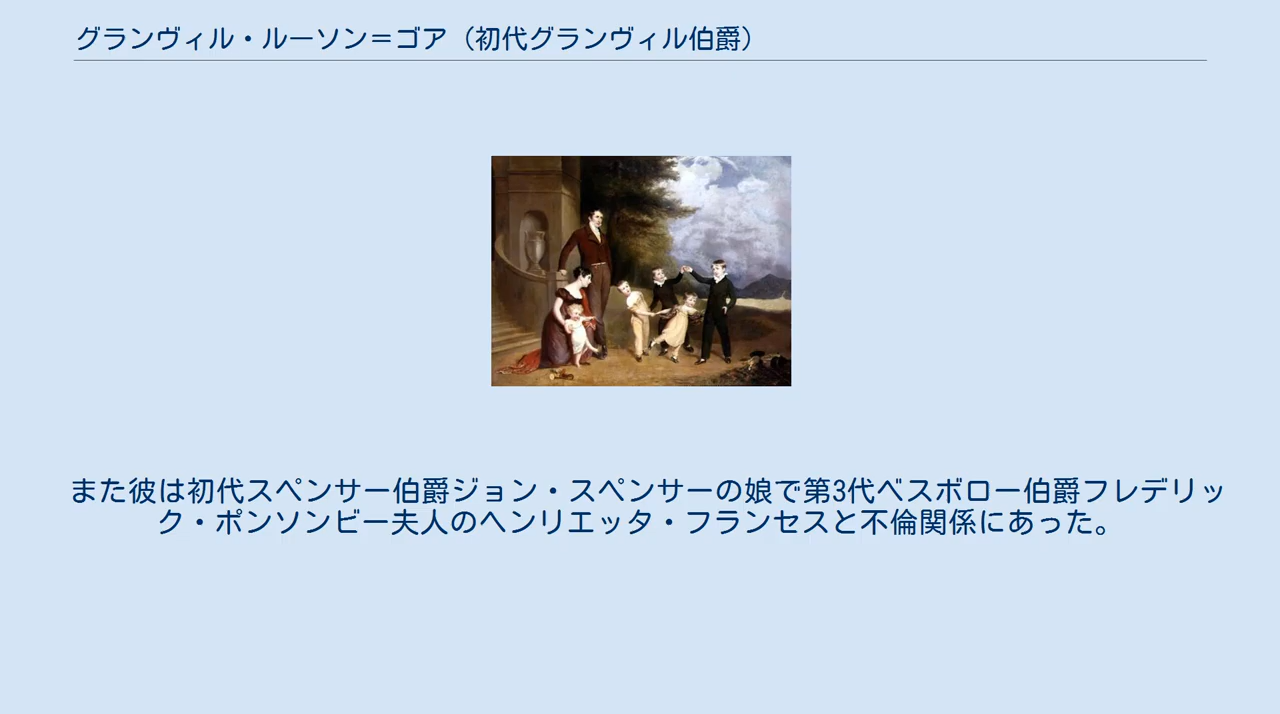 グランヴィル・ルーソン＝ゴア（初代グランヴィル伯爵）
また彼は初代スペンサー伯爵ジョン・スペンサーの娘で第3代ベスボロー伯爵フレデリッ
ク・ポンソンビー夫人のヘンリエッタ・フランセスと不倫関係にあった。